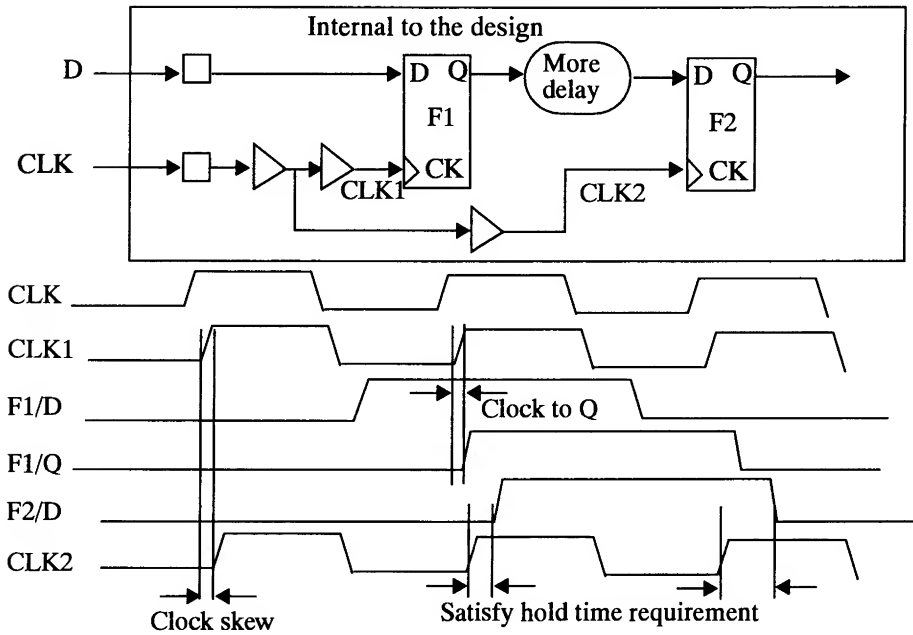 Internal to the design
D
D Q
More
delay
D Q
F1
F2
CLK
CK
CK
CLK1
CLK2
CLK
CLK1
F1/D
Clock to Q
F1/Q
F2/D
CLK2
Clock skew
Satisfy hold time requirement